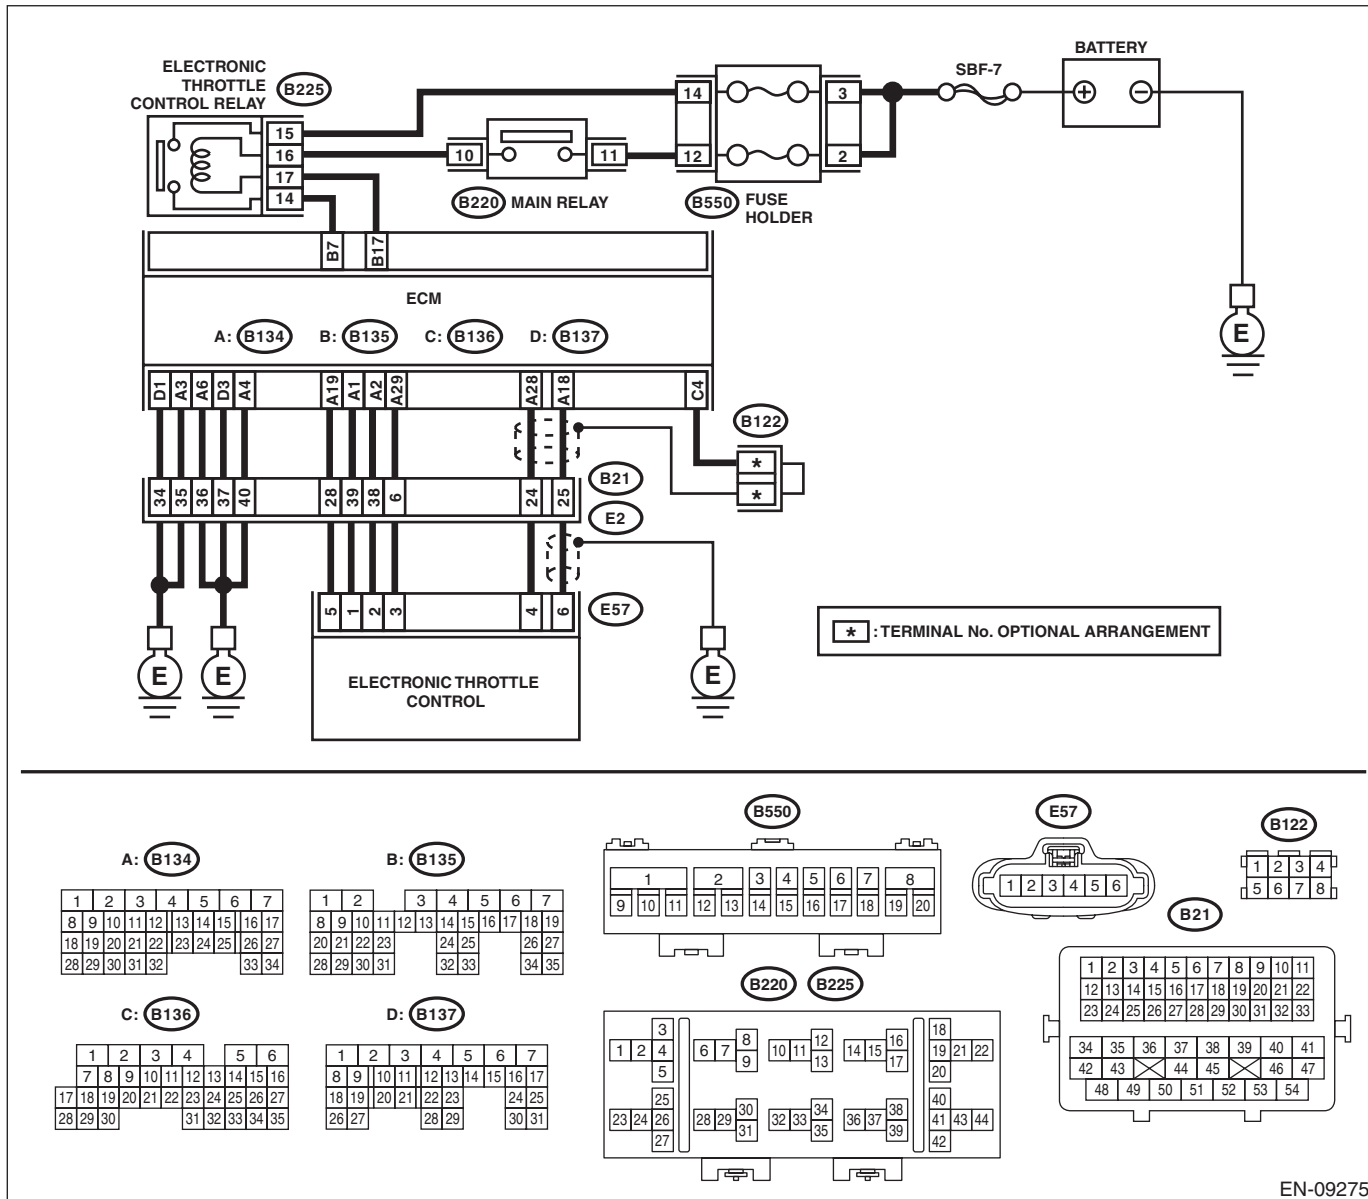 BATTERY
ELECTRONIC
THROTTLE
CONTROL RELAY
B225
SBF-7
14 3
15
16 10 11 12 2
17
14
B220 MAIN RELAY
B550 FUSE
HOLDER
B7 B17
ECM
A: B134 B: B135 C: B136 D: B137
E
D1 A3 A6 D3 A4 A19 A1 A2 A29 A28 A18 C4
B122
*
*
B21
34 35 36 37 40 28 39 38 6 24 25
E2
5 1 2 3 4 6
E57
* : TERMINAL No. OPTIONAL ARRANGEMENT
E E E
ELECTRONIC THROTTLE
CONTROL
A: B134
1 2 3 4 5 6 7
8 9 10 11 12 13 14 15 16 17
18 19 20 21 22 23 24 25 26 27
28 29 30 31 32 33 34
B: B135
1 2 3 4 5 6 7
8 9 10 11 12 13 14 15 16 17 18 19
20 21 22 23 24 25 26 27
28 29 30 31 32 33 34 35
C: B136
1 2 3 4 5 6
7 8 9 10 11 12 13 14 15 16
17 18 19 20 21 22 23 24 25 26 27
28 29 30 31 32 33 34 35
D: B137
1 2 3 4 5 6 7
8 9 10 11 12 13 14 15 16 17
18 19 20 21 22 23 24 25
26 27 28 29 30 31
B550
1 2 3 4 5 6 7 8
9 10 11 12 13 14 15 16 17 18 19 20
E57
1 2 3 4 5 6
B122
1 2 3 4
5 6 7 8
B220 B225
3 8 12 16 18
1 2 4 6 7 9 10 11 13 14 15 17 19 21 22
5 20
25 30 34 38 40
23 24 26 28 29 31 32 33 35 36 37 39 41 43 44
27 42
B21
1 2 3 4 5 6 7 8 9 10 11
12 13 14 15 16 17 18 19 20 21 22
23 24 25 26 27 28 29 30 31 32 33
34 35 36 37 38 39 40 41
42 43 44 45 46 47
48 49 50 51 52 53 54
EN-09275